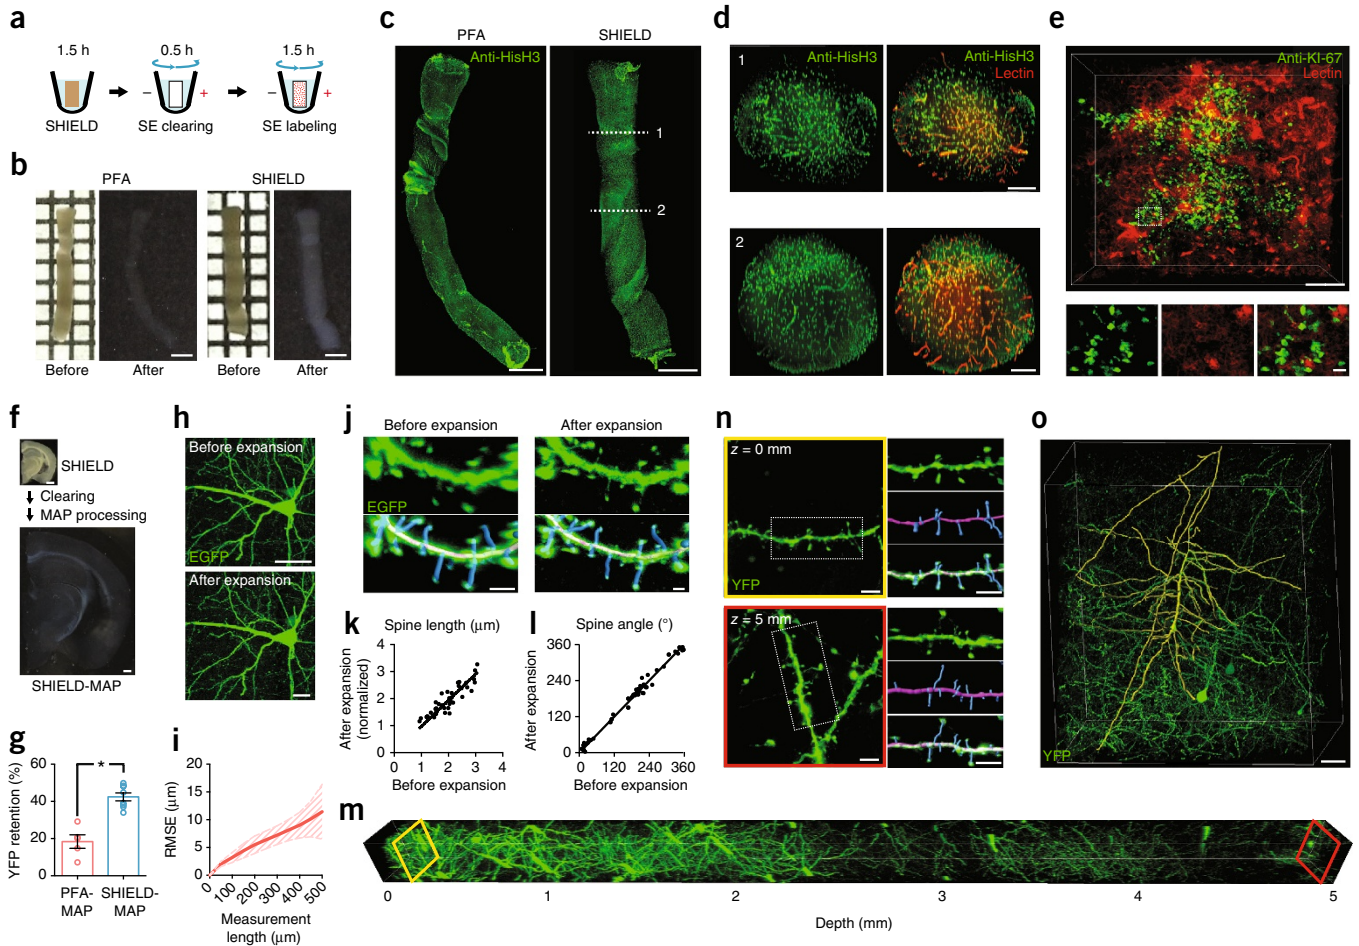 a
1.5 h
0.5 h
1.5 h
–
+
–
+
SHIELD
SE clearing
SE labeling
b
PFA
SHIELD
Before
After
Before
After
c
PFA
SHIELD
Anti-HisH3
1
2
d
1
Anti-HisH3
Anti-HisH3
Lectin
2
e
Anti-KI-67
Lectin
f
SHIELD
Clearing
MAP processing
SHIELD-MAP
g
YFP retention (%)
60
40
20
0
*
PFA-
MAP
SHIELD-
MAP
h
Before expansion
EGFP
After expansion
i
RMSE (μm)
20
15
10
5
0
0
100
200
300
400
500
Measurement
length (μm)
j
Before expansion
After expansion
EGFP
k
Spine length (μm)
After expansion
(normalized)
4
3
2
1
0
0
1
2
3
4
Before expansion
l
Spine angle (°)
After expansion
360
240
120
0
0
120
240
360
Before expansion
m
0
1
2
3
4
5
Depth (mm)
n
z = 0 mm
YFP
z = 5 mm
o
YFP